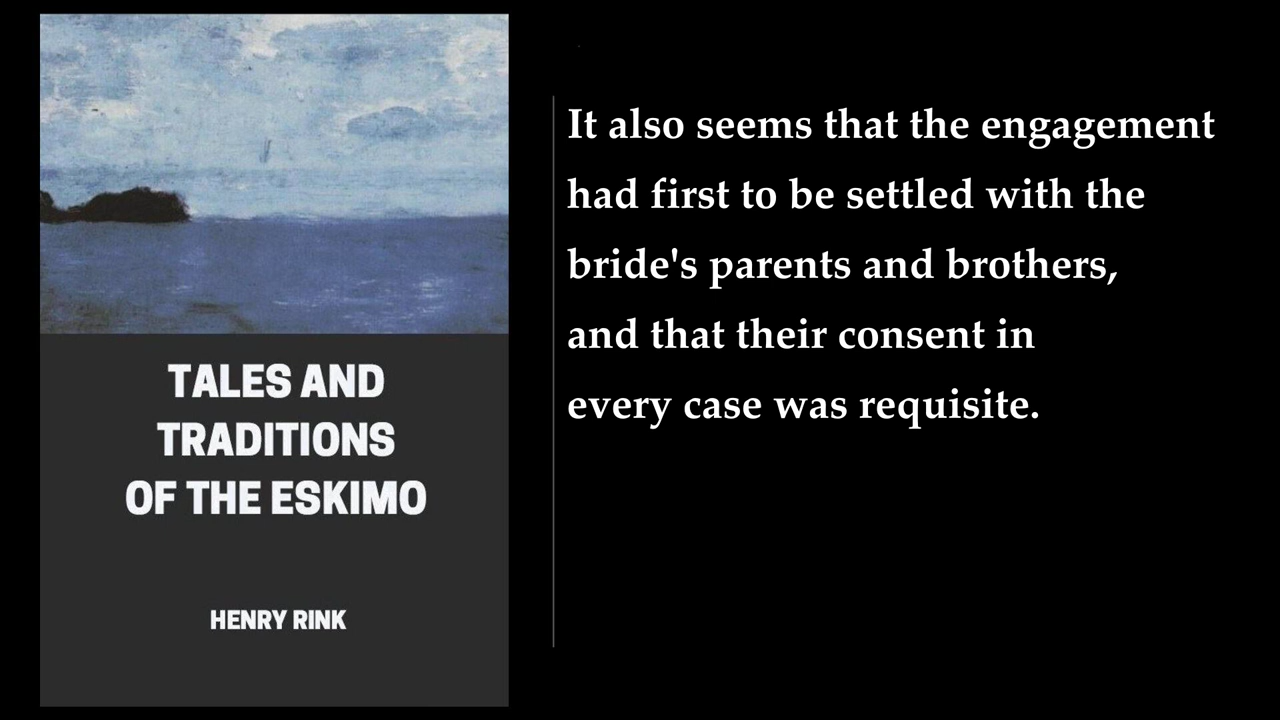 TALES AND
TRADITIONS
OF THE ESKIMO
HENRY RINK
It also seems that the engagement
had first to be settled with the
bride's parents and brothers,
and that their consent in
every case was requisite.